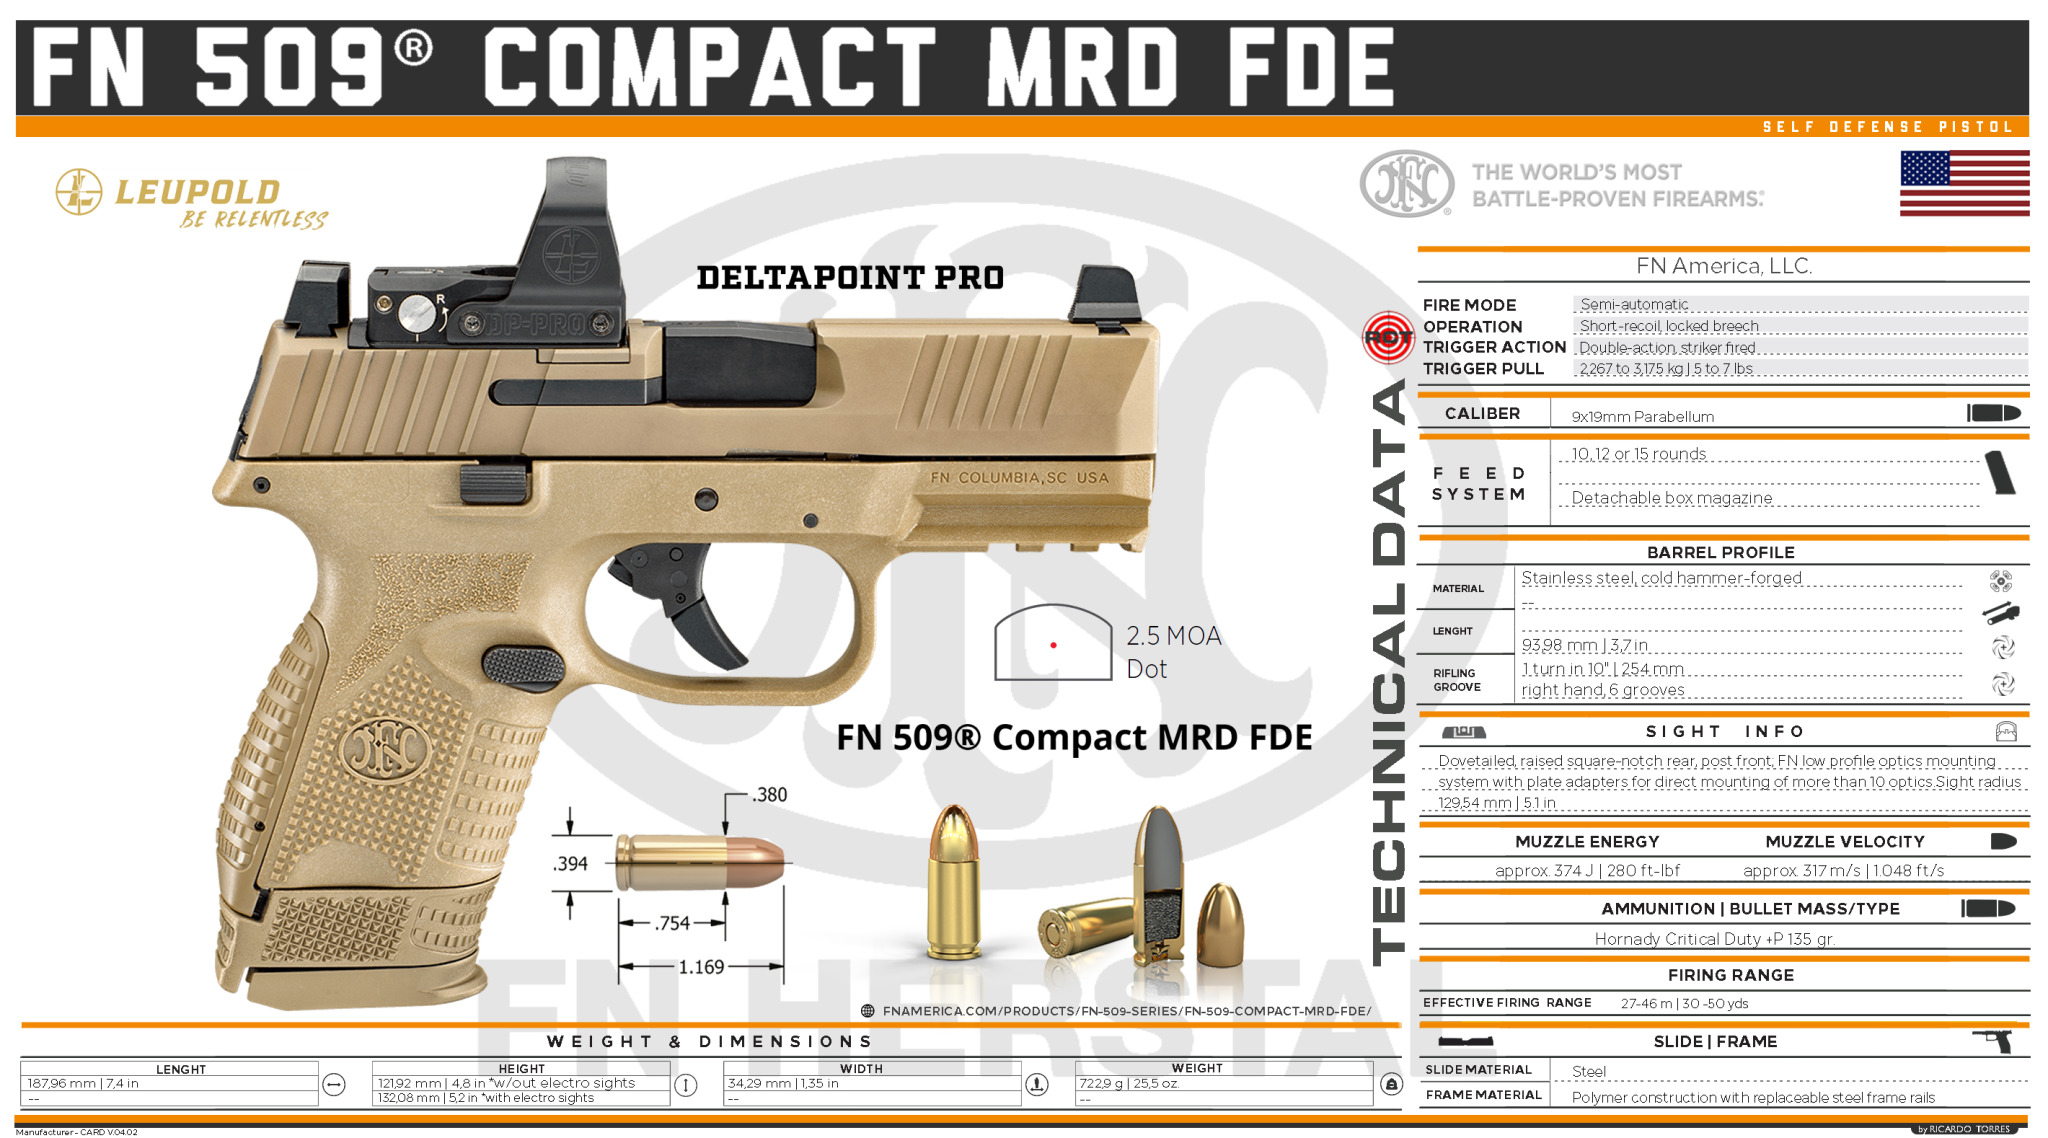 FN 509® COMPACT MRD FDE
SELF DEFENSE PISTOL
LEUPOLD
BE RELENTLESS
THE WORLD'S MOST
BATTLE-PROVEN FIREARMS.®
DELTAPOINT PRO
R
DP-PRO
FN COLUMBIA,SC USA
2.5 MOA
Dot
FN 509® Compact MRD FDE
.380
.394
.754
1.169
FN HERSTAL
FNAMERICA.COM/PRODUCTS/FN-509-SERIES/FN-509-COMPACT-MRD-FDE/
TECHNICAL DATA
FN America, LLC.
FIRE MODE Semi-automatic
OPERATION Short-recoil, locked breech
TRIGGER ACTION Double-action, striker fired
TRIGGER PULL 2,267 to 3,175 kg | 5 to 7 lbs
CALIBER 9x19mm Parabellum
FEED SYSTEM
10, 12 or 15 rounds
Detachable box magazine
BARREL PROFILE
MATERIAL Stainless steel, cold hammer-forged
--
LENGHT
93,98 mm | 3,7 in
RIFLING GROOVE
1 turn in 10" | 254 mm
right hand, 6 grooves
SIGHT INFO
Dovetailed, raised square-notch rear, post front; FN low profile optics mounting
system with plate adapters for direct mounting of more than 10 optics.Sight radius
129,54 mm | 5.1 in
MUZZLE ENERGY MUZZLE VELOCITY
approx. 374 J | 280 ft-lbf approx. 317 m/s | 1.048 ft/s
AMMUNITION | BULLET MASS/TYPE
Hornady Critical Duty +P 135 gr.
FIRING RANGE
EFFECTIVE FIRING RANGE 27-46 m | 30 -50 yds
SLIDE | FRAME
SLIDE MATERIAL Steel
FRAME MATERIAL Polymer construction with replaceable steel frame rails
WEIGHT & DIMENSIONS
LENGHT
187,96 mm | 7,4 in
--
HEIGHT
121,92 mm | 4,8 in *w/out electro sights
132,08 mm | 5,2 in *with electro sights
WIDTH
34,29 mm | 1,35 in
--
WEIGHT
722,9 g | 25,5 oz.
--
Manufacturer - CARD V.04.02
by RICARDO TORRES